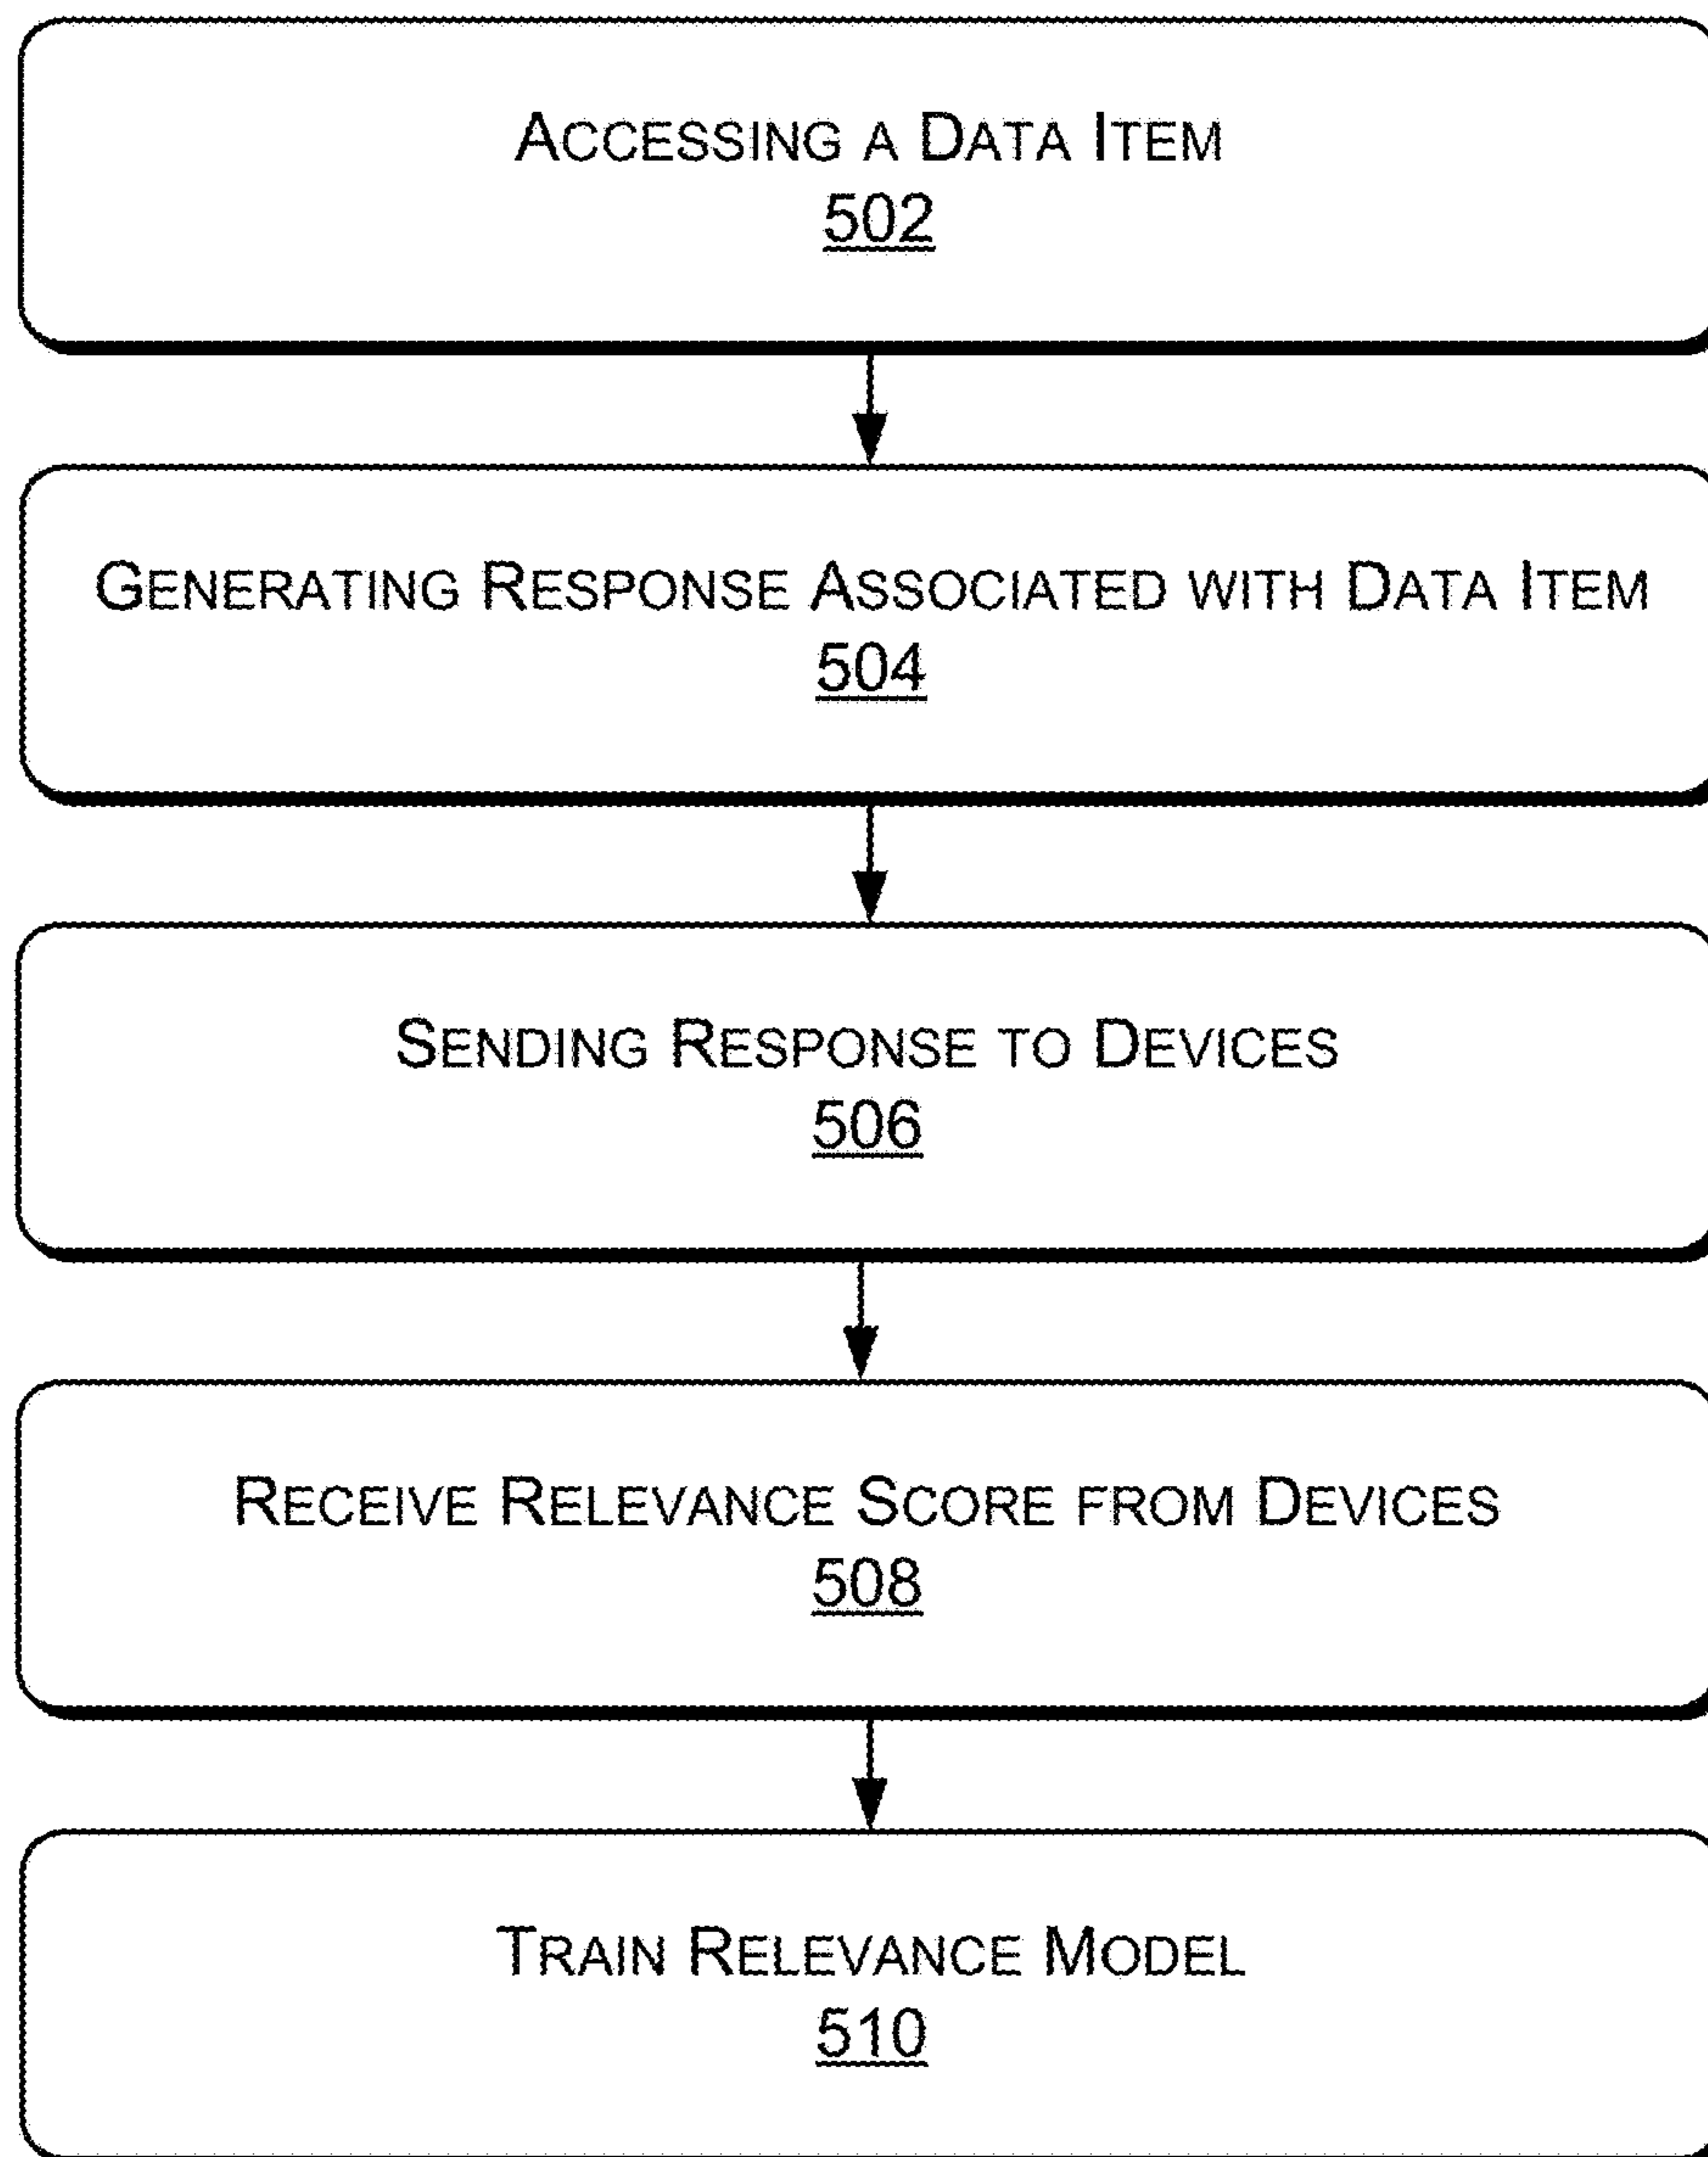 ACCESSING A DATA ITEM
502
GENERATING RESPONSE ASSOCIATED WITH DATA ITEM
504
SENDING RESPONSE TO DEVICES
506
RECEIVE RELEVANCE SCORE FROM DEVICES
508
TRAIN RELEVANCE MODEL
510